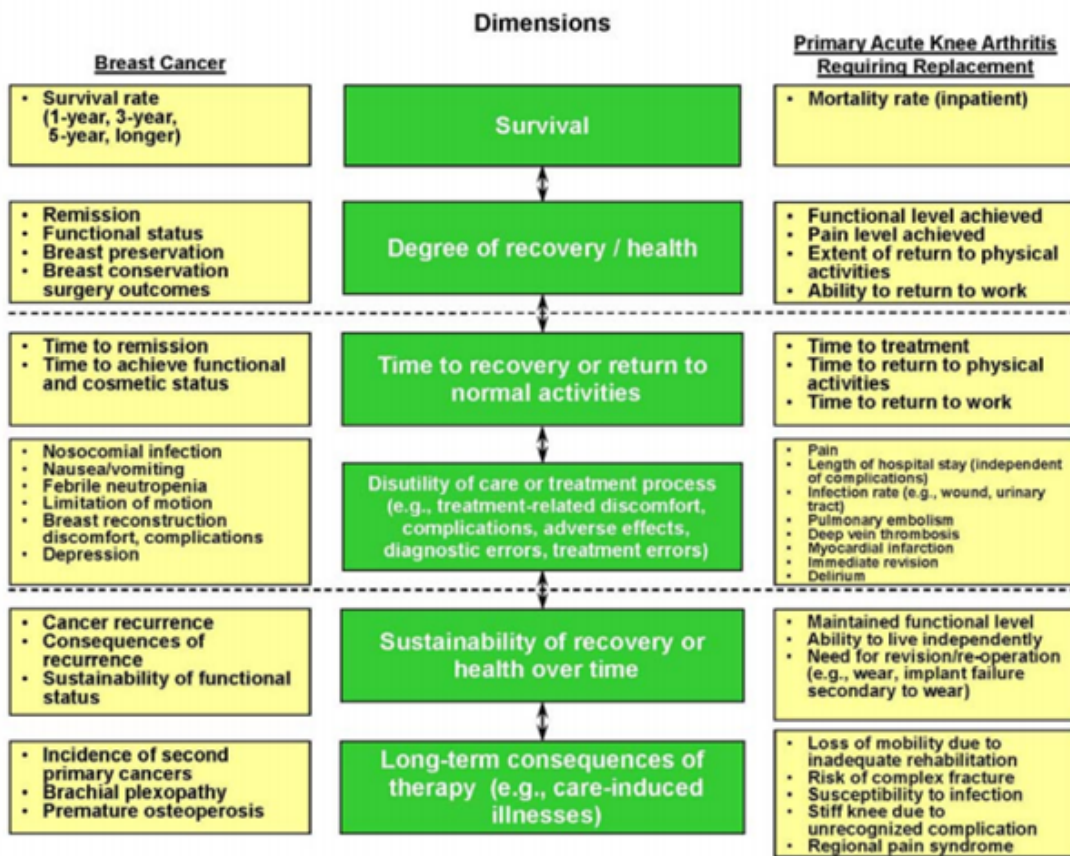 Dimensions
Breast Cancer
Primary Acute Knee Arthritis
Requiring Replacement
• Survival rate
(1-year, 3-year,
5-year, longer)
Survival
• Mortality rate (inpatient)
• Remission
• Functional status
• Breast preservation
• Breast conservation
surgery outcomes
Degree of recovery / health
• Functional level achieved
• Pain level achieved
• Extent of return to physical
activities
• Ability to return to work
• Time to remission
• Time to achieve functional
and cosmetic status
Time to recovery or return to
normal activities
• Time to treatment
• Time to return to physical
activities
• Time to return to work
• Nosocomial infection
• Nausea/vomiting
• Febrile neutropenia
• Limitation of motion
• Breast reconstruction
discomfort, complications
• Depression
Disutility of care or treatment process
(e.g., treatment-related discomfort,
complications, adverse effects,
diagnostic errors, treatment errors)
• Pain
• Length of hospital stay (independent
of complications)
• Infection rate (e.g., wound, urinary
tract)
• Pulmonary embolism
• Deep vein thrombosis
• Myocardial infarction
• Immediate revision
• Delirium
• Cancer recurrence
• Consequences of
recurrence
• Sustainability of functional
status
Sustainability of recovery or
health over time
• Maintained functional level
• Ability to live independently
• Need for revision/re-operation
(e.g., wear, implant failure
secondary to wear)
• Incidence of second
primary cancers
• Brachial plexopathy
• Premature osteoperosis
Long-term consequences of
therapy (e.g., care-induced
illnesses)
• Loss of mobility due to
inadequate rehabilitation
• Risk of complex fracture
• Susceptibility to infection
• Stiff knee due to
unrecognized complication
• Regional pain syndrome